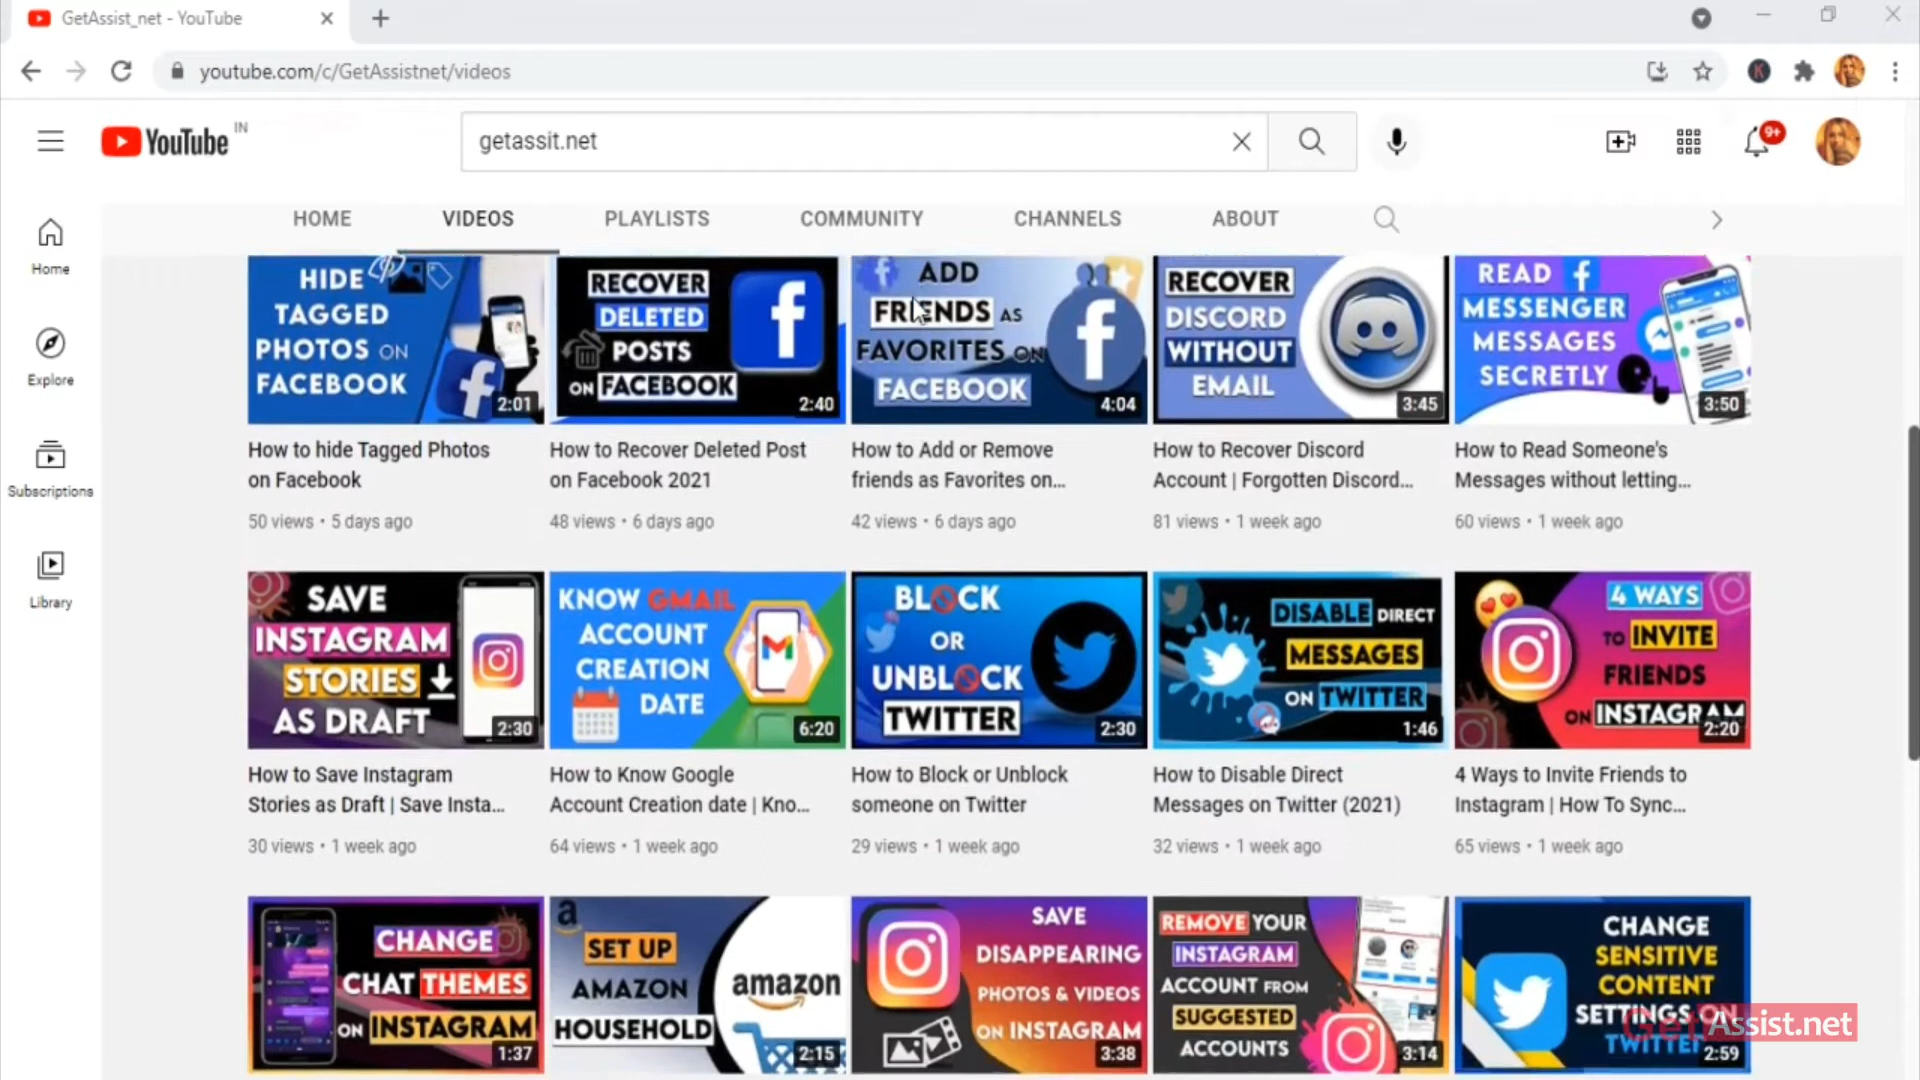 GetAssist_net - YouTube
youtube.com/c/GetAssistnet/videos
K
YouTube IN
getassit.net
9+
HOME VIDEOS PLAYLISTS COMMUNITY CHANNELS ABOUT
Home
Explore
Subscriptions
Library
HIDE
TAGGED
PHOTOS ON
FACEBOOK
2:01
RECOVER
DELETED
POSTS
ON FACEBOOK
2:40
ADD
FRIENDS AS
FAVORITES ON
FACEBOOK
4:04
RECOVER
DISCORD
WITHOUT
EMAIL
3:45
READ
MESSENGER
MESSAGES
SECRETLY
3:50
How to hide Tagged Photos
on Facebook
50 views • 5 days ago
How to Recover Deleted Post
on Facebook 2021
48 views • 6 days ago
How to Add or Remove
friends as Favorites on...
42 views • 6 days ago
How to Recover Discord
Account | Forgotten Discord...
81 views • 1 week ago
How to Read Someone's
Messages without letting...
60 views • 1 week ago
SAVE
INSTAGRAM
STORIES
AS DRAFT
2:30
KNOW GMAIL
ACCOUNT
CREATION
DATE
6:20
BLOCK
OR
UNBLOCK
TWITTER
2:30
DISABLE DIRECT
MESSAGES
ON TWITTER
1:46
4 WAYS
TO INVITE
FRIENDS
ON INSTAGRAM
2:20
How to Save Instagram
Stories as Draft | Save Insta...
30 views • 1 week ago
How to Know Google
Account Creation date | Kno...
64 views • 1 week ago
How to Block or Unblock
someone on Twitter
29 views • 1 week ago
How to Disable Direct
Messages on Twitter (2021)
32 views • 1 week ago
4 Ways to Invite Friends to
Instagram | How To Sync...
65 views • 1 week ago
CHANGE
CHAT THEMES
ON INSTAGRAM
1:37
a
SET UP
AMAZON
HOUSEHOLD
amazon
2:15
SAVE
DISAPPEARING
PHOTOS & VIDEOS
ON INSTAGRAM
3:38
REMOVE YOUR
INSTAGRAM
ACCOUNT FROM
SUGGESTED
ACCOUNTS
3:14
CHANGE
SENSITIVE
CONTENT
SETTINGS ON
TWITTER
2:59
GetAssist.net